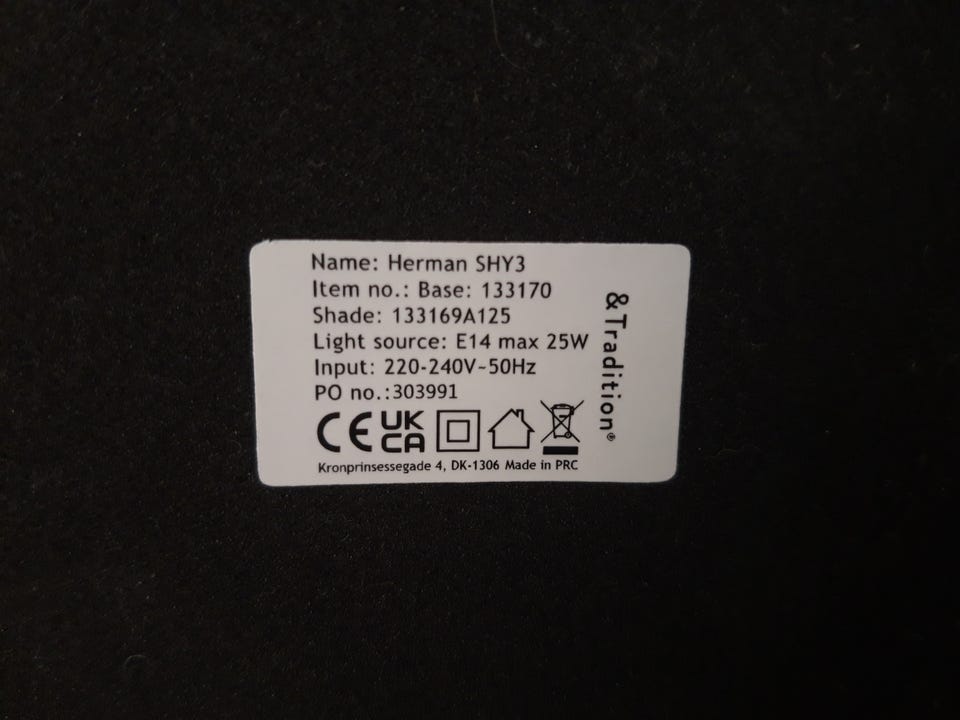 Name: Herman SHY3
Item no.: Base: 133170
Shade: 133169A125
Light source: E14 max 25W
Input: 220-240V~50Hz
PO no.:303991
CE UK CA
Kronprinsessegade 4, DK-1306 Made in PRC
&Tradition®